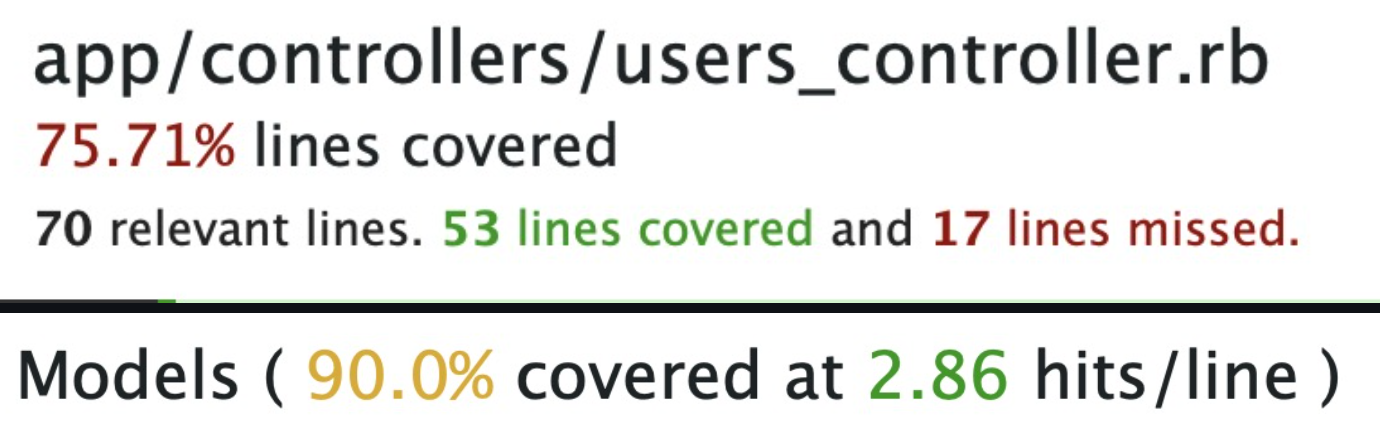 app/controllers/users_controller.rb
75.71% lines covered
70 relevant lines. 53 lines covered and 17 lines missed.
Models ( 90.0% covered at 2.86 hits/line )